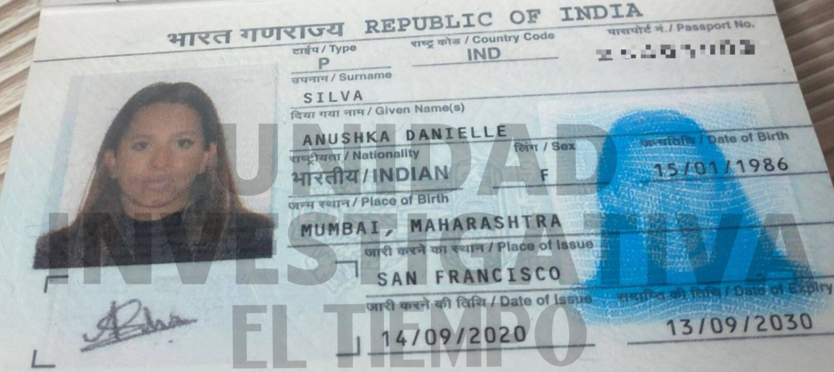 भारत गणराज्य REPUBLIC OF INDIA
टाईप / Type
राष्ट्र कोड / Country Code
पासपोर्ट नं. / Passport No.
P
IND
उपनाम / Surname
SILVA
दिया गया नाम / Given Name(s)
ANUSHKA DANIELLE
राष्ट्रीयता / Nationality
लिंग / Sex
जन्मतिथि / Date of Birth
भारतीय / INDIAN
F
15/01/1986
जन्म स्थान / Place of Birth
MUMBAI, MAHARASHTRA
जारी करने का स्थान / Place of Issue
SAN FRANCISCO
जारी करने की तिथि / Date of Issue
समाप्ति की तिथि / Date of Expiry
14/09/2020
13/09/2030
UNIDAD
INVESTIGATIVA
EL TIEMPO